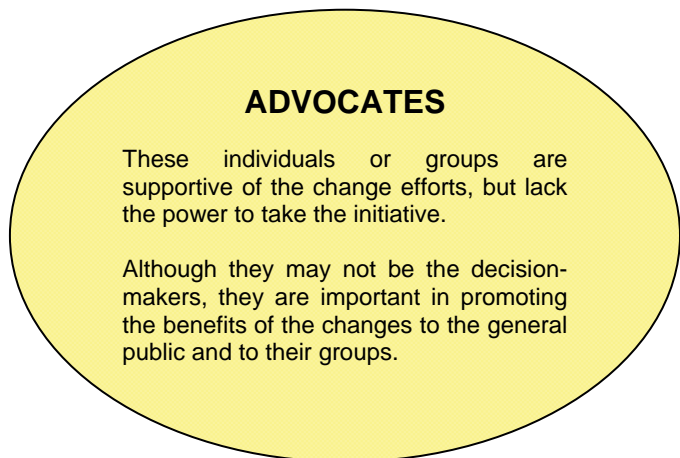 ADVOCATES
These individuals or groups are
supportive of the change efforts, but lack
the power to take the initiative.
Although they may not be the decision-
makers, they are important in promoting
the benefits of the changes to the general
public and to their groups.